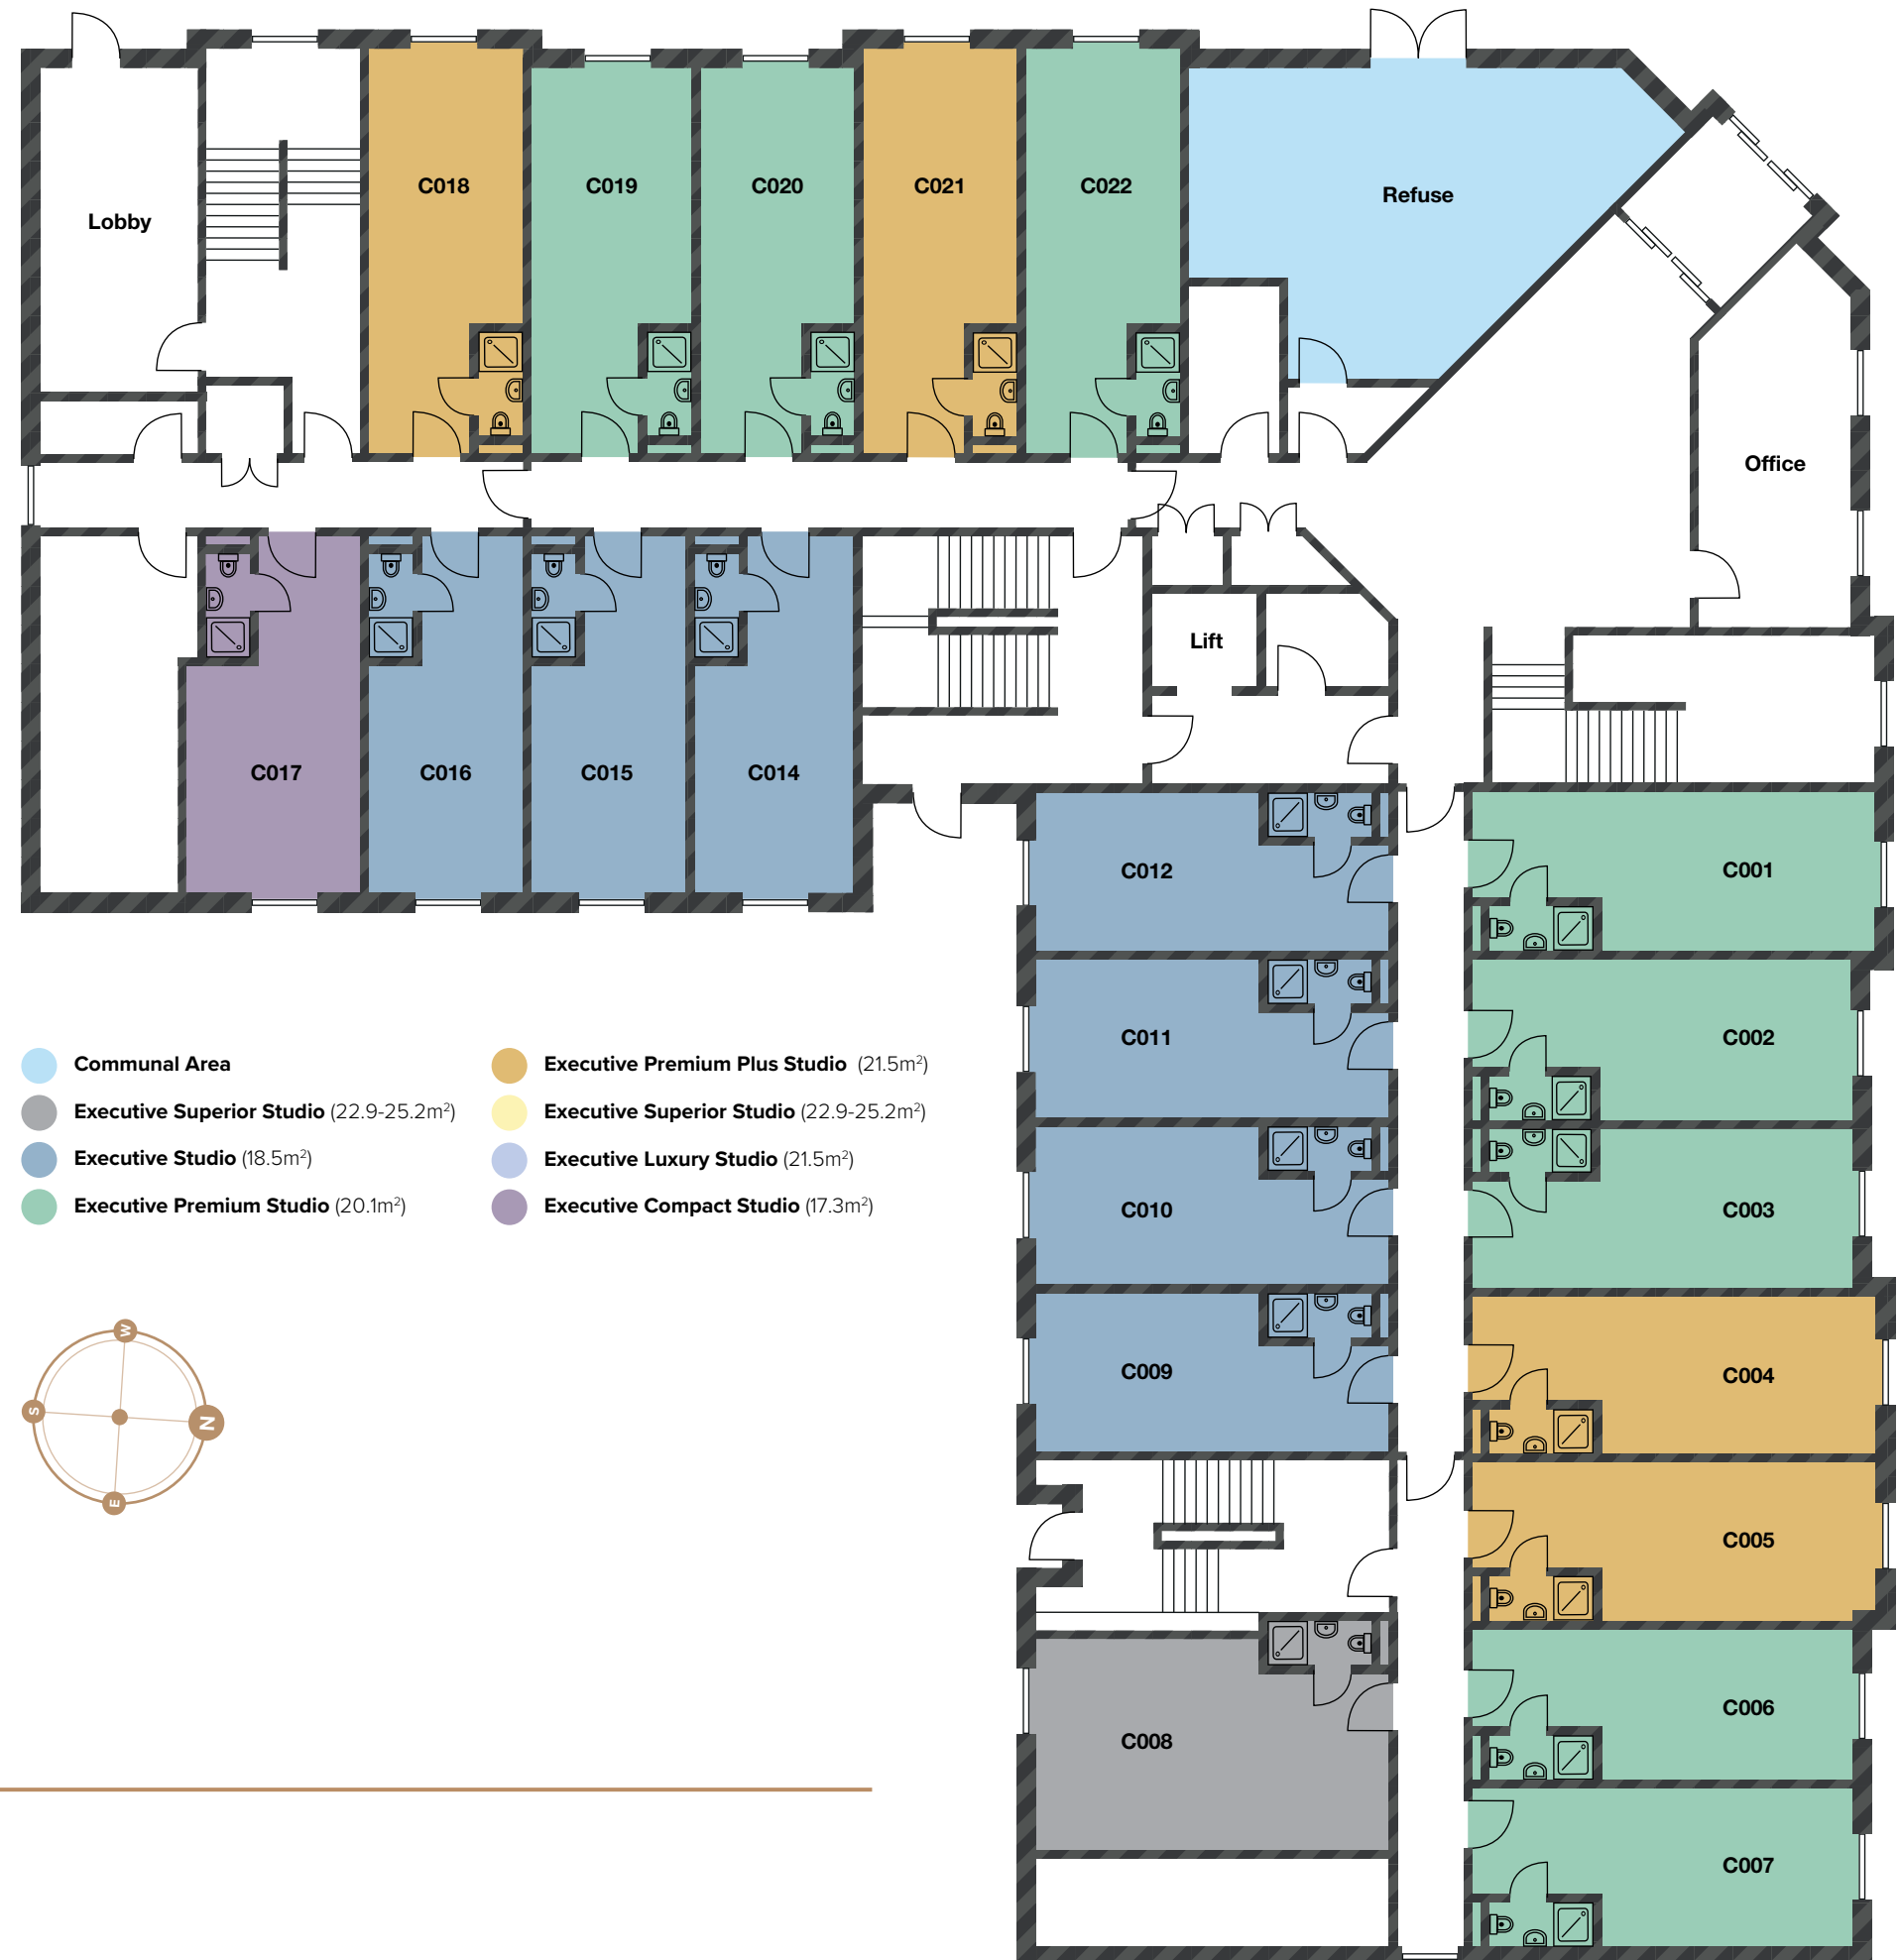 C018
C019
C020
C021
C022
Refuse
Lobby
Office
Lift
C017
C016
C015
C014
C012
C001
C011
C002
C010
C003
C009
C004
C005
C008
C006
C007
Communal Area
Executive Superior Studio (22.9-25.2m²)
Executive Studio (18.5m²)
Executive Premium Studio (20.1m²)
Executive Premium Plus Studio (21.5m²)
Executive Superior Studio (22.9-25.2m²)
Executive Luxury Studio (21.5m²)
Executive Compact Studio (17.3m²)
W
S
N
E